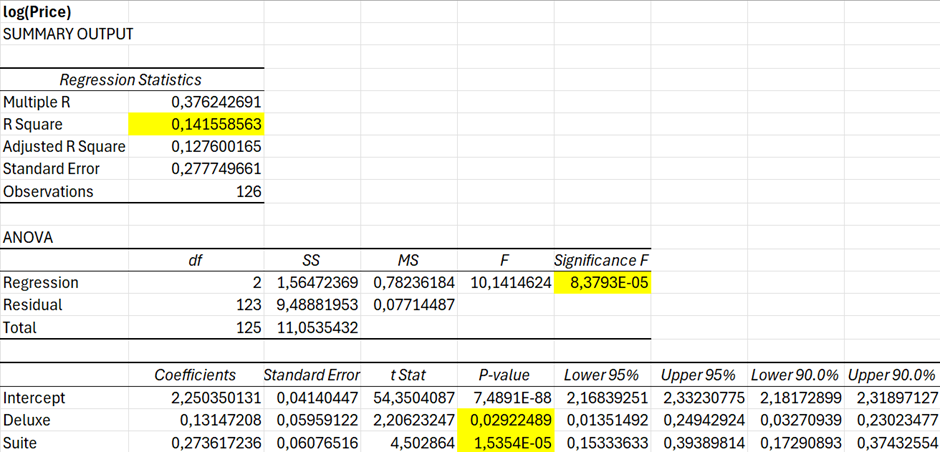 log(Price)
SUMMARY OUTPUT
Regression Statistics
Multiple R 0,376242691
R Square 0,141558563
Adjusted R Square 0,127600165
Standard Error 0,277749661
Observations 126
ANOVA
df SS MS F Significance F
Regression 2 1,56472369 0,78236184 10,1414624 8,3793E-05
Residual 123 9,48881953 0,07714487
Total 125 11,0535432
Coefficients Standard Error t Stat P-value Lower 95% Upper 95% Lower 90.0% Upper 90.0%
Intercept 2,250350131 0,04140447 54,3504087 7,4891E-88 2,16839251 2,33230775 2,18172899 2,31897127
Deluxe 0,13147208 0,05959122 2,20623247 0,02922489 0,01351492 0,24942924 0,03270939 0,23023477
Suite 0,273617236 0,06076516 4,502864 1,5354E-05 0,15333633 0,39389814 0,17290893 0,37432554